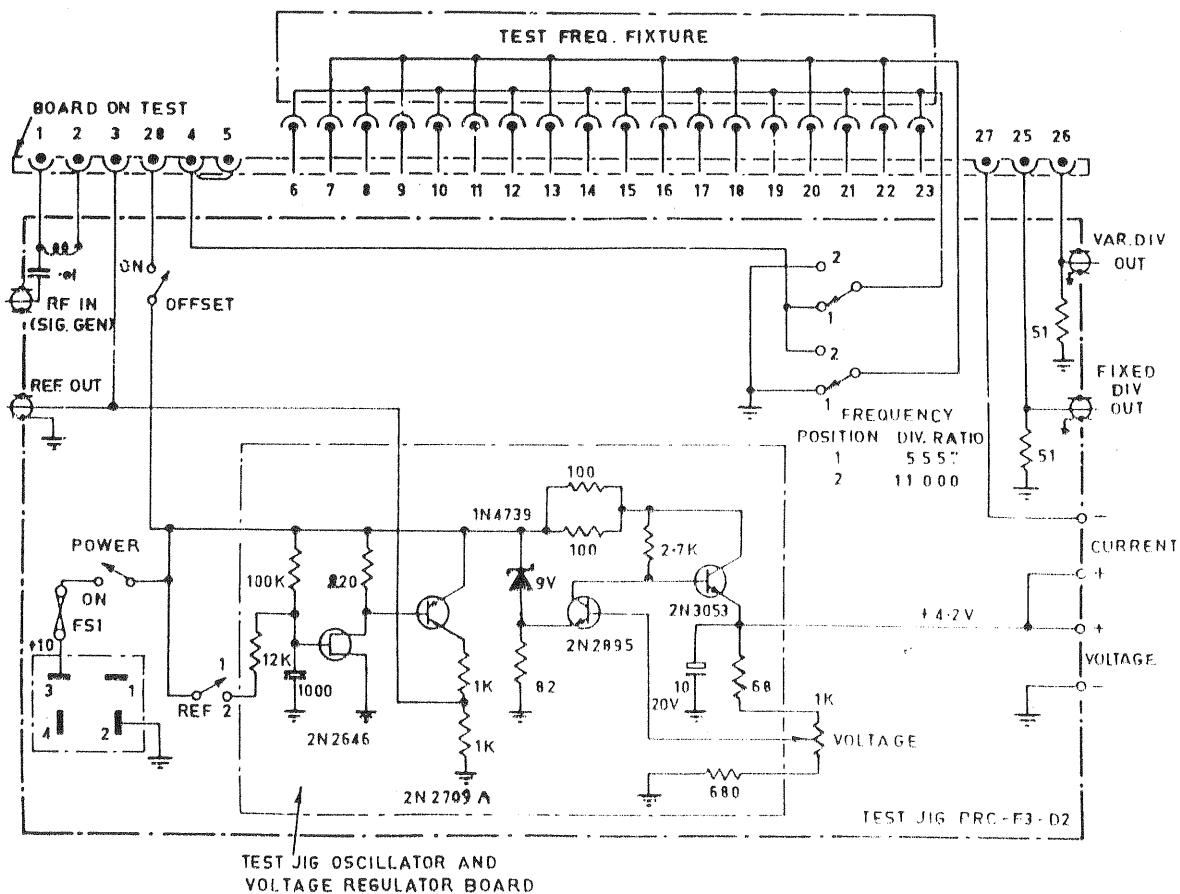 TEST FREQ. FIXTURE
BOARD ON TEST
1 2 3 28 4 5
27 25 26
6 7 8 9 10 11 12 13 14 15 16 17 18 19 20 21 22 23
VAR. DIV
OUT
ON
OFFSET
RF IN
(SIG. GEN)
2
1
2
1
51
REF. OUT
FIXED
DIV
OUT
FREQUENCY
POSITION DIV. RATIO
1
2 11 000
51
100
100
1N4739
2·7K
–
CURRENT
+
POWER
ON
FS1
100K
9V
2N3053
2N2895
+4·2V
+
VOLTAGE
–
+10
3 1
4 2
1
REF 2
12K
1000
2N2646
1K
1K
82
10
20V
68
1K
VOLTAGE
680
2N2709A
TEST JIG PRC-F3-D2
TEST JIG OSCILLATOR AND
VOLTAGE REGULATOR BOARD